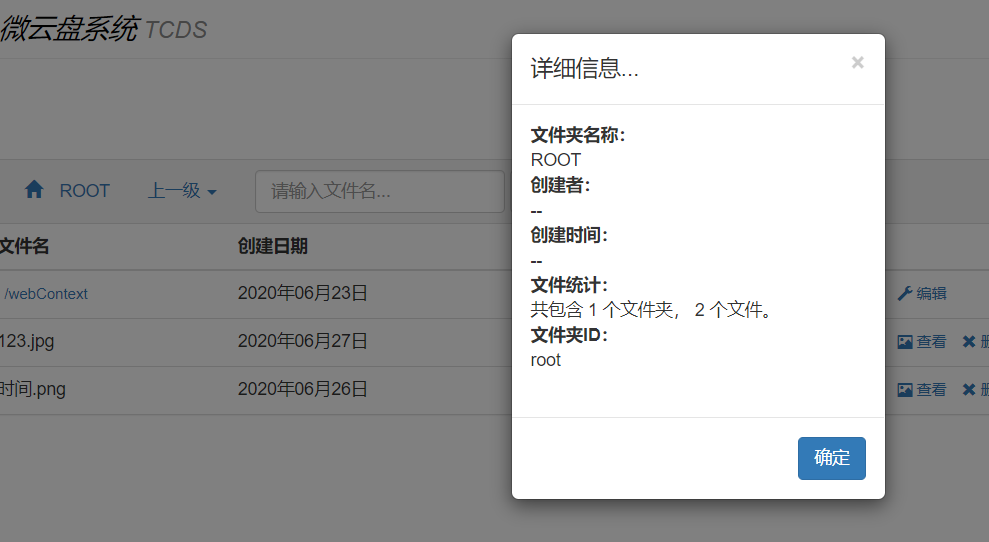 微云盘系统 TCDS
详细信息...
×
文件夹名称：
ROOT
创建者：
--
创建时间：
--
文件统计：
共包含 1 个文件夹， 2 个文件。
文件夹ID：
root
确定
ROOT 上一级 请输入文件名...
文件名 创建日期
/webContext 2020年06月23日 编辑
123.jpg 2020年06月27日 查看
时间.png 2020年06月26日 查看